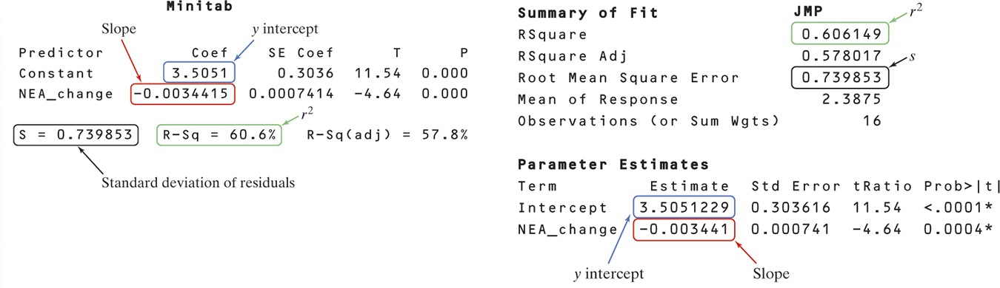 Minitab
Slope
y intercept
Predictor Coef SE Coef T P
Constant 3.5051 0.3036 11.54 0.000
NEA_change -0.0034415 0.0007414 -4.64 0.000
r²
S = 0.739853 R-Sq = 60.6% R-Sq(adj) = 57.8%
Standard deviation of residuals
Summary of Fit JMP
r²
RSquare 0.606149
RSquare Adj 0.578017
s
Root Mean Square Error 0.739853
Mean of Response 2.3875
Observations (or Sum Wgts) 16
Parameter Estimates
Term Estimate Std Error tRatio Prob>|t|
Intercept 3.5051229 0.303616 11.54 <.0001*
NEA_change -0.003441 0.000741 -4.64 0.0004*
y intercept
Slope